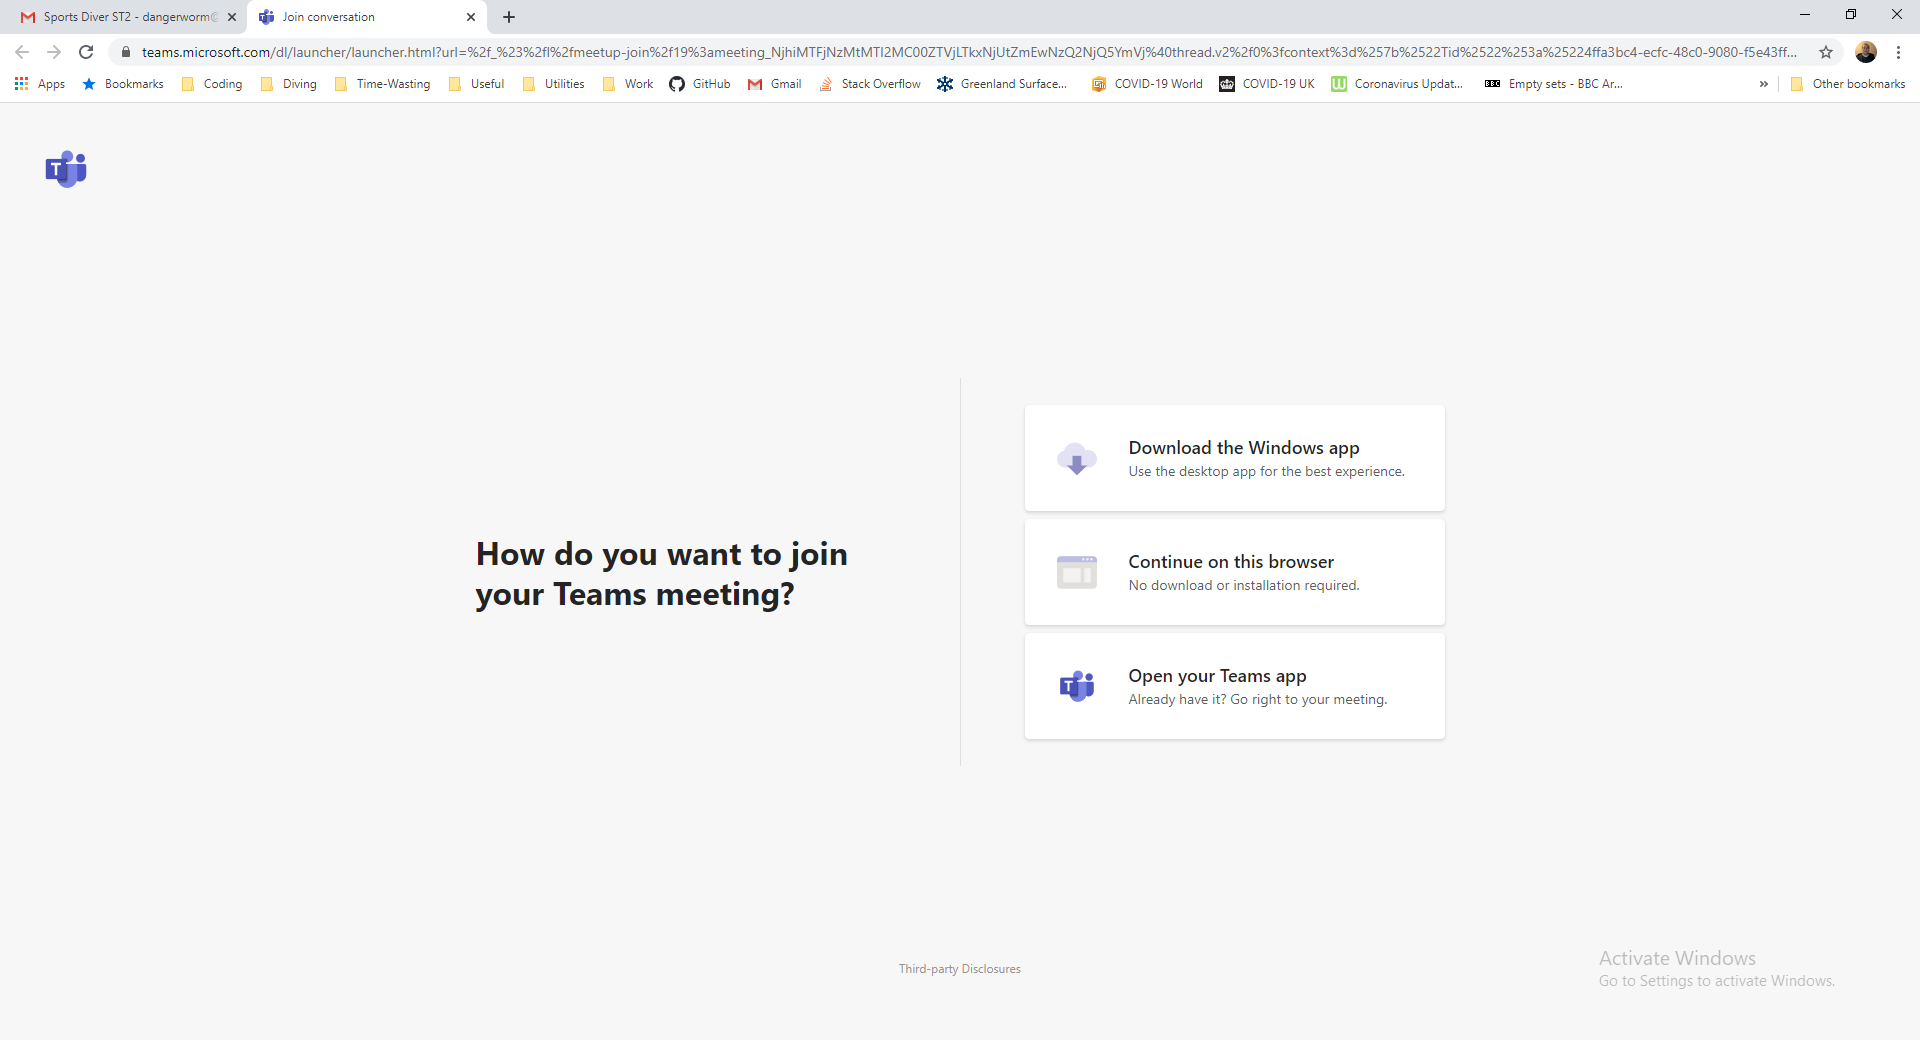 Sports Diver ST2 - dangerworm@
Join conversation
teams.microsoft.com/dl/launcher/launcher.html?url=%2f_%23%2fl%2fmeetup-join%2f19%3ameeting_NjhiMTFjNzMtMTI2MC00ZTVjLTkxNjUtZmEwNzQ2NjQ5YmVj%40thread.v2%2f0%3fcontext%3d%257b%2522Tid%2522%253a%25224ffa3bc4-ecfc-48c0-9080-f5e43ff...
Apps
Bookmarks
Coding
Diving
Time-Wasting
Useful
Utilities
Work
GitHub
Gmail
Stack Overflow
Greenland Surface...
COVID-19 World
COVID-19 UK
W
Coronavirus Updat...
BBC
Empty sets - BBC Ar...
»
Other bookmarks
T
How do you want to join
your Teams meeting?
Download the Windows app
Use the desktop app for the best experience.
Continue on this browser
No download or installation required.
T
Open your Teams app
Already have it? Go right to your meeting.
Third-party Disclosures
Activate Windows
Go to Settings to activate Windows.